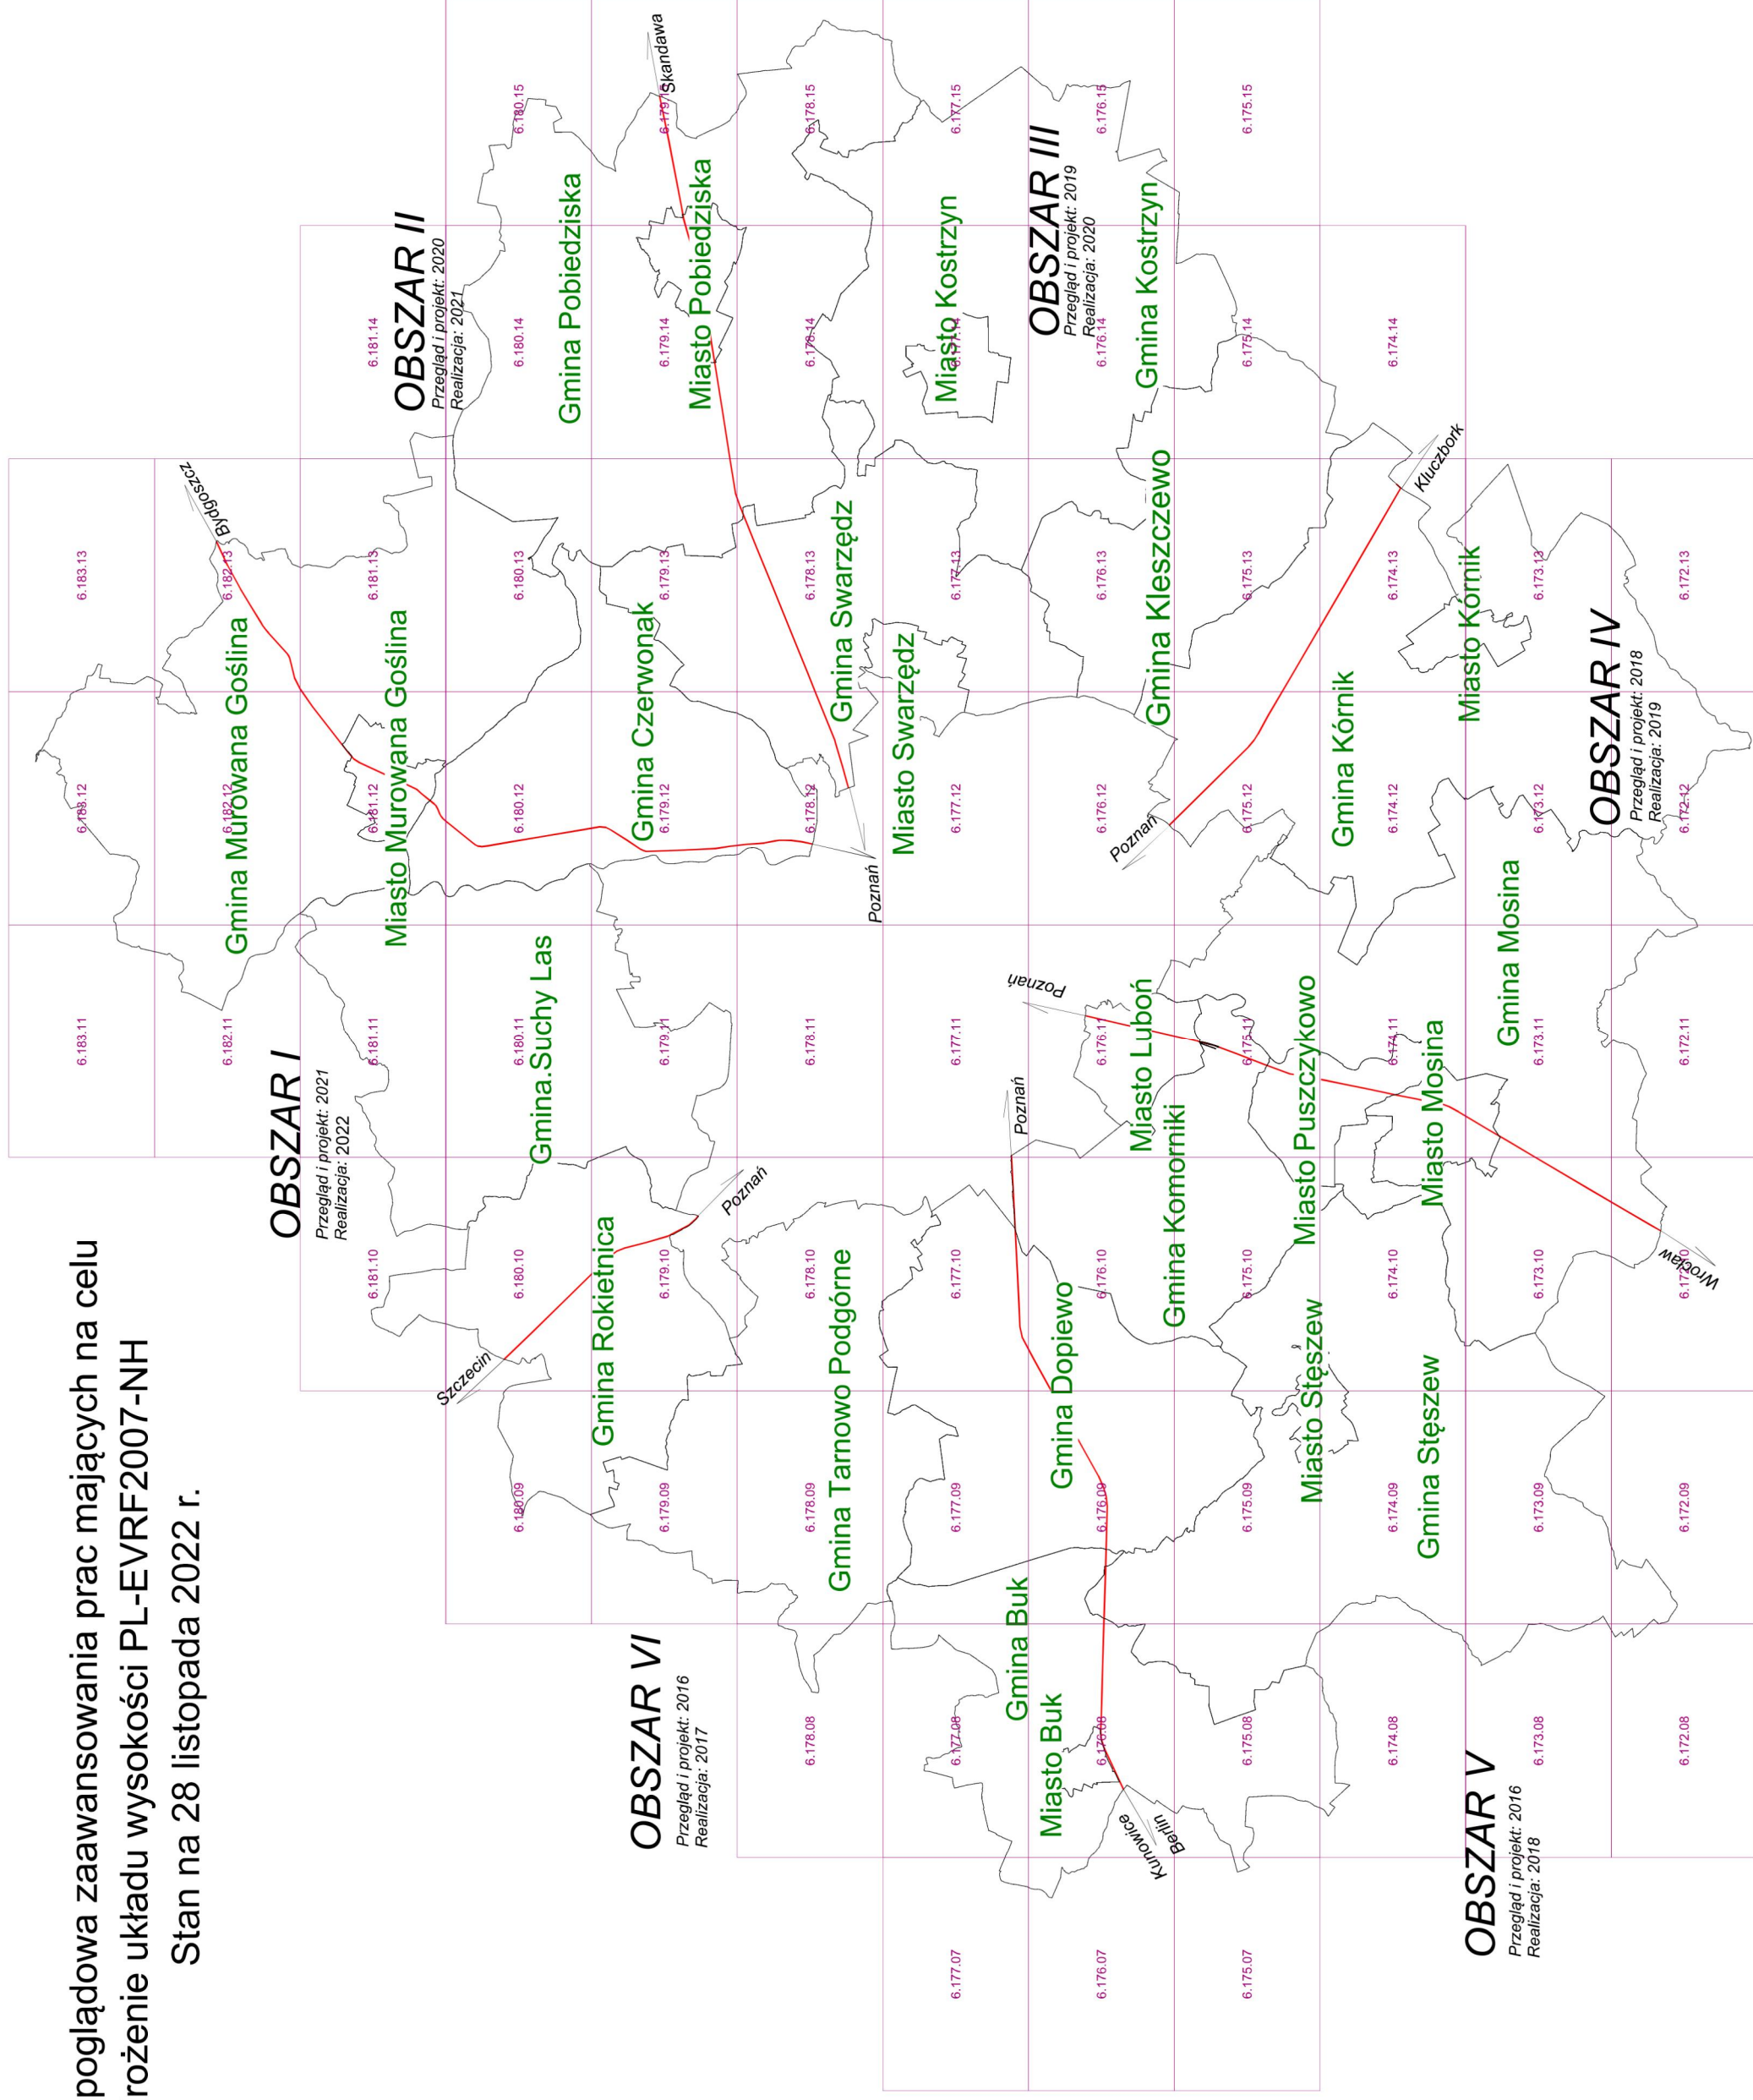 poglądowa zaawansowania prac mających na celu
rożenie układu wysokości PL-EVRF2007-NH
Stan na 28 listopada 2022 r.
6.183.11
6.183.12
6.183.13
Bydgoszcz
6.182.11
6.182.12
6.182.13
Gmina Murowana Goślina
OBSZAR I
Przegląd i projekt: 2021
Realizacja: 2022
6.181.10
6.181.11
6.181.12
6.181.13
6.181.14
Miasto Murowana Goślina
OBSZAR II
Przegląd i projekt: 2020
Realizacja: 2021
Szczecin
6.180.09
6.180.10
6.180.11
6.180.12
6.180.13
6.180.14
6.180.15
Gmina.Suchy Las
Gmina Pobiedziska
Gmina Rokietnica
Gmina Czerwonak
OBSZAR VI
Przegląd i projekt: 2016
Realizacja: 2017
6.179.09
6.179.10
6.179.11
6.179.12
6.179.13
6.179.14
6.179.15
Skandawa
Miasto Pobiedziska
Poznań
6.178.08
6.178.09
6.178.10
6.178.11
6.178.12
6.178.13
6.178.14
6.178.15
Gmina Tarnowo Podgórne
Gmina Swarzędz
Poznań
Miasto Swarzędz
6.177.07
6.177.08
6.177.09
6.177.10
6.177.11
6.177.12
6.177.13
6.177.14
6.177.15
Miasto Kostrzyn
Gmina Buk
Poznań
Poznań
Miasto Buk
Gmina Dopiewo
OBSZAR III
Przegląd i projekt: 2019
Realizacja: 2020
6.176.07
6.176.08
6.176.09
6.176.10
6.176.11
6.176.12
6.176.13
6.176.14
6.176.15
Kunowice
Berlin
Miasto Luboń
Poznań
Gmina Kleszczewo
Gmina Kostrzyn
Gmina Komorniki
6.175.07
6.175.08
6.175.09
6.175.10
6.175.11
6.175.12
6.175.13
6.175.14
6.175.15
Miasto Stęszew
Miasto Puszczykowo
Gmina Kórnik
6.174.08
6.174.09
6.174.10
6.174.11
6.174.12
6.174.13
6.174.14
Gmina Stęszew
Miasto Mosina
Kluczbork
Miasto Kórnik
OBSZAR V
Przegląd i projekt: 2016
Realizacja: 2018
Gmina Mosina
6.173.08
6.173.09
6.173.10
6.173.11
6.173.12
6.173.13
OBSZAR IV
Przegląd i projekt: 2018
Realizacja: 2019
6.172.08
6.172.09
6.172.10
6.172.11
6.172.12
6.172.13
Wrocław